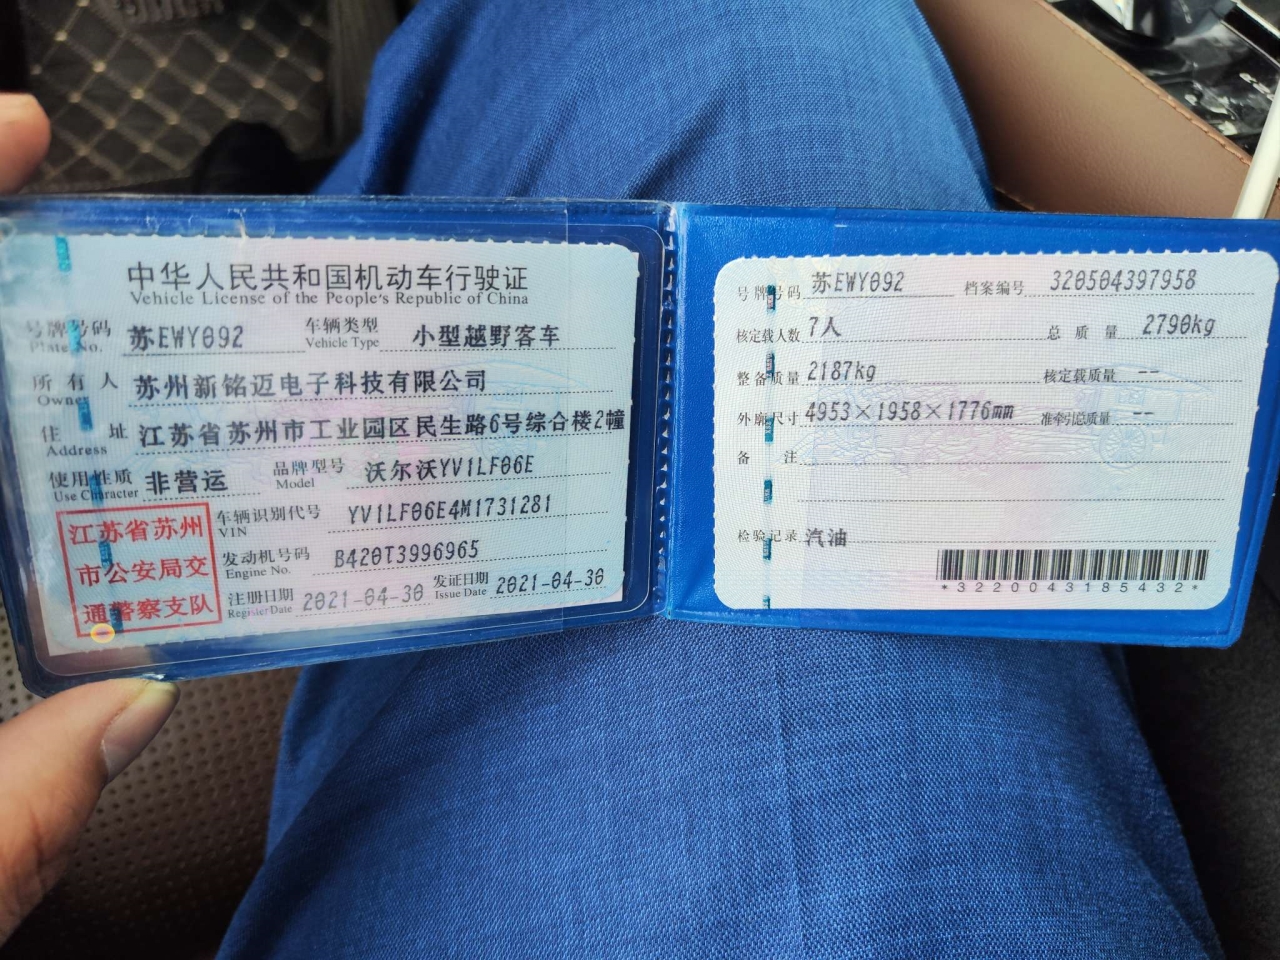 中华人民共和国机动车行驶证
Vehicle License of the People's Republic of China
号牌号码 苏EWY092 车辆类型 小型越野客车
Plate No. Vehicle Type
所有人 苏州新铭迈电子科技有限公司
Owner
住址 江苏省苏州市工业园区民生路6号综合楼2幢
Address
使用性质 非营运 品牌型号 沃尔沃YV1LF06E
Use Character Model
江苏省苏州
市公安局交
通警察支队
车辆识别代号 YV1LF06E4M1731281
VIN
发动机号码 B420T3996965
Engine No.
注册日期 2021-04-30 发证日期 2021-04-30
Register Date Issue Date
号牌号码 苏EWY092 档案编号 320504397958
核定载人数 7人 总质量 2790kg
整备质量 2187kg 核定载质量 --
外廓尺寸 4953×1958×1776mm 准牵引总质量 --
备注
检验记录 汽油
*3220043185432*